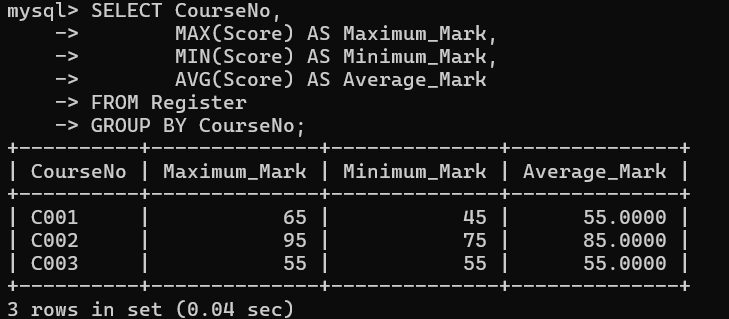 mysql> SELECT CourseNo,
    ->        MAX(Score) AS Maximum_Mark,
    ->        MIN(Score) AS Minimum_Mark,
    ->        AVG(Score) AS Average_Mark
    -> FROM Register
    -> GROUP BY CourseNo;
+----------+--------------+--------------+--------------+
| CourseNo | Maximum_Mark | Minimum_Mark | Average_Mark |
+----------+--------------+--------------+--------------+
| C001     |           65 |           45 |      55.0000 |
| C002     |           95 |           75 |      85.0000 |
| C003     |           55 |           55 |      55.0000 |
+----------+--------------+--------------+--------------+
3 rows in set (0.04 sec)